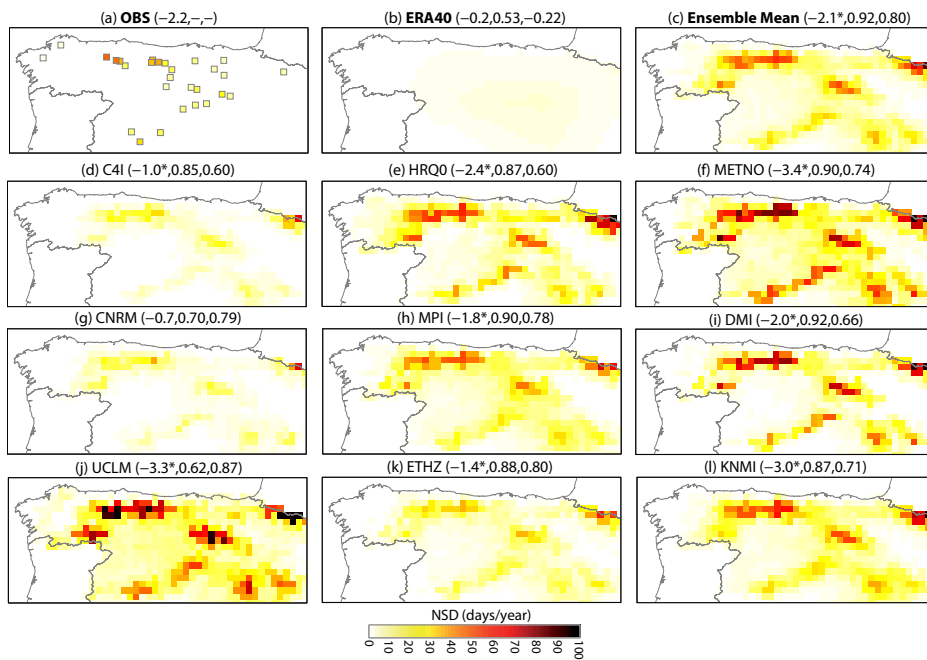 (a) OBS (−2.2,−,−)
(b) ERA40 (−0.2,0.53,−0.22)
(c) Ensemble Mean (−2.1*,0.92,0.80)
(d) C4I (−1.0*,0.85,0.60)
(e) HRQ0 (−2.4*,0.87,0.60)
(f) METNO (−3.4*,0.90,0.74)
(g) CNRM (−0.7,0.70,0.79)
(h) MPI (−1.8*,0.90,0.78)
(i) DMI (−2.0*,0.92,0.66)
(j) UCLM (−3.3*,0.62,0.87)
(k) ETHZ (−1.4*,0.88,0.80)
(l) KNMI (−3.0*,0.87,0.71)
NSD (days/year)
0 10 20 30 40 50 60 70 80 90 100